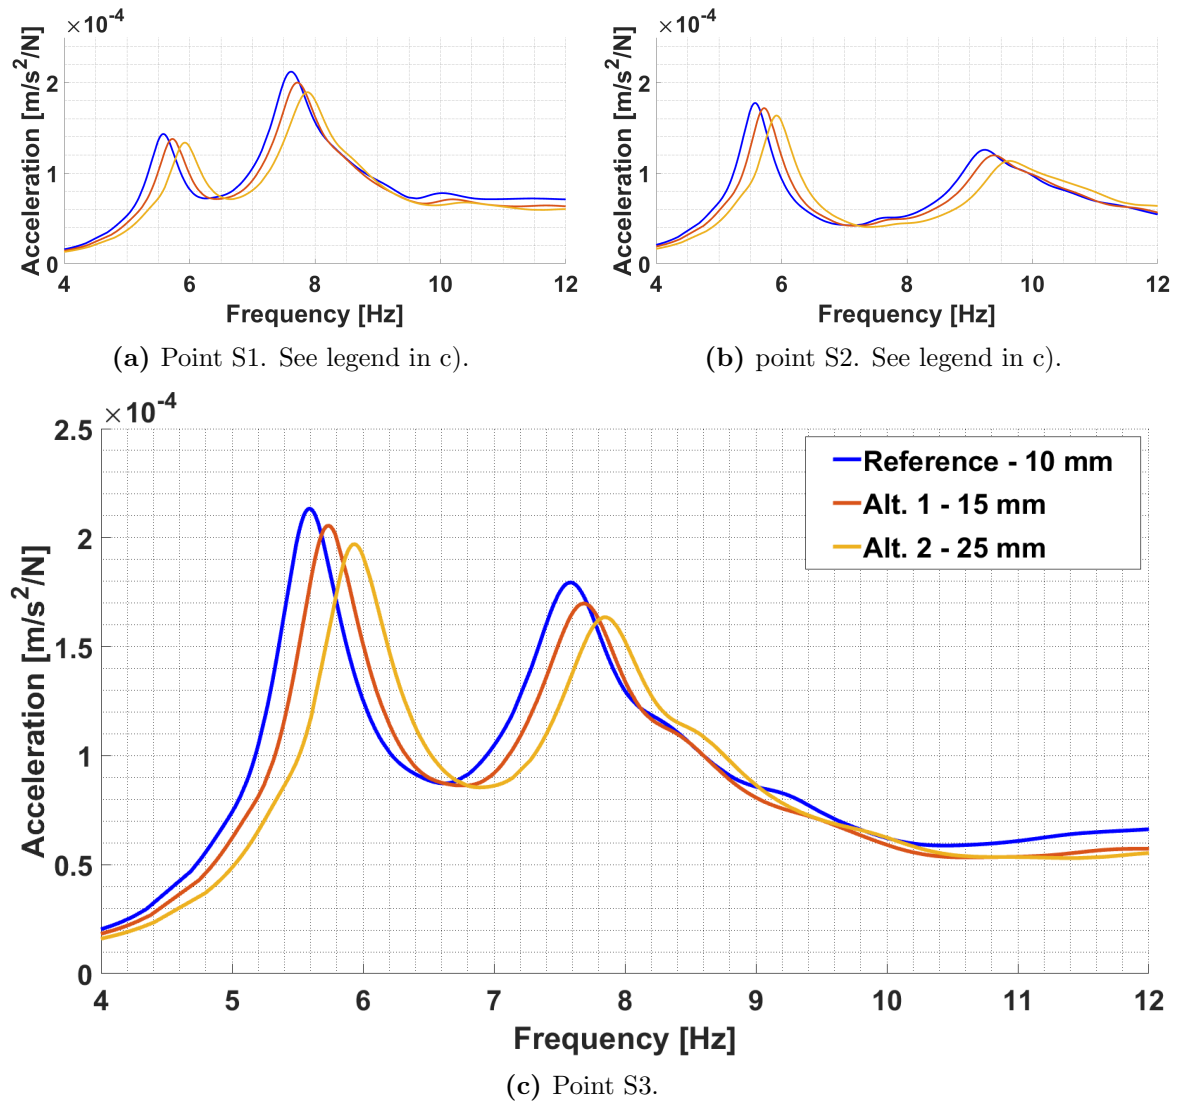 ×10⁻⁴
Acceleration [m/s²/N]
2
1
0
4 6 8 10 12
Frequency [Hz]
(a) Point S1. See legend in c).
×10⁻⁴
Acceleration [m/s²/N]
2
1
0
4 6 8 10 12
Frequency [Hz]
(b) point S2. See legend in c).
×10⁻⁴
Acceleration [m/s²/N]
2.5
2
1.5
1
0.5
0
Reference - 10 mm
Alt. 1 - 15 mm
Alt. 2 - 25 mm
4 5 6 7 8 9 10 11 12
Frequency [Hz]
(c) Point S3.